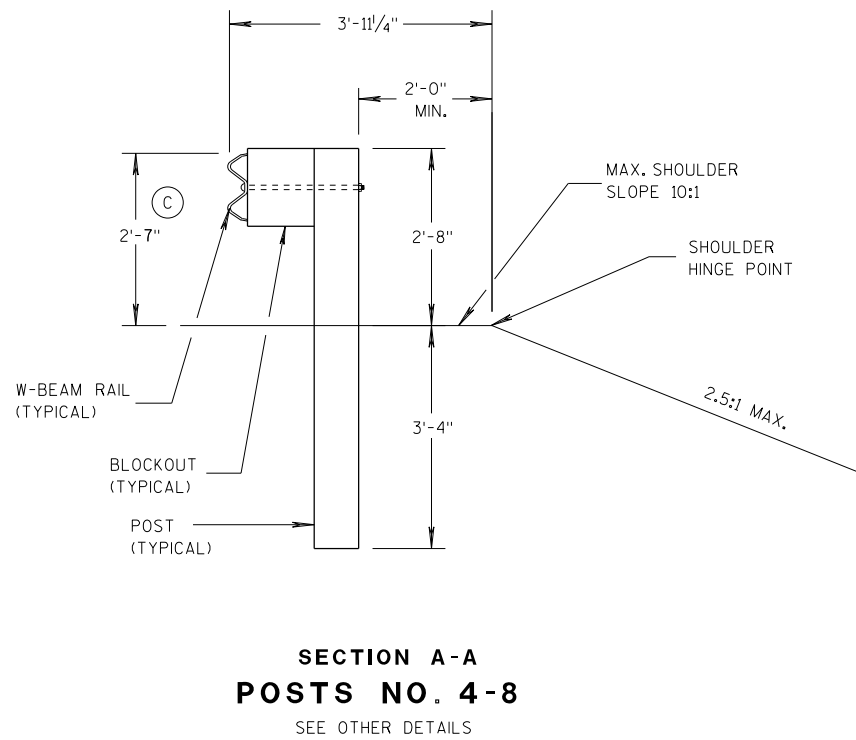 3'-11 1/4"
2'-0"
MIN.
MAX. SHOULDER
SLOPE 10:1
C
2'-7"
2'-8"
SHOULDER
HINGE POINT
W-BEAM RAIL
(TYPICAL)
2.5:1 MAX.
3'-4"
BLOCKOUT
(TYPICAL)
POST
(TYPICAL)
SECTION A-A
POSTS NO. 4-8
SEE OTHER DETAILS